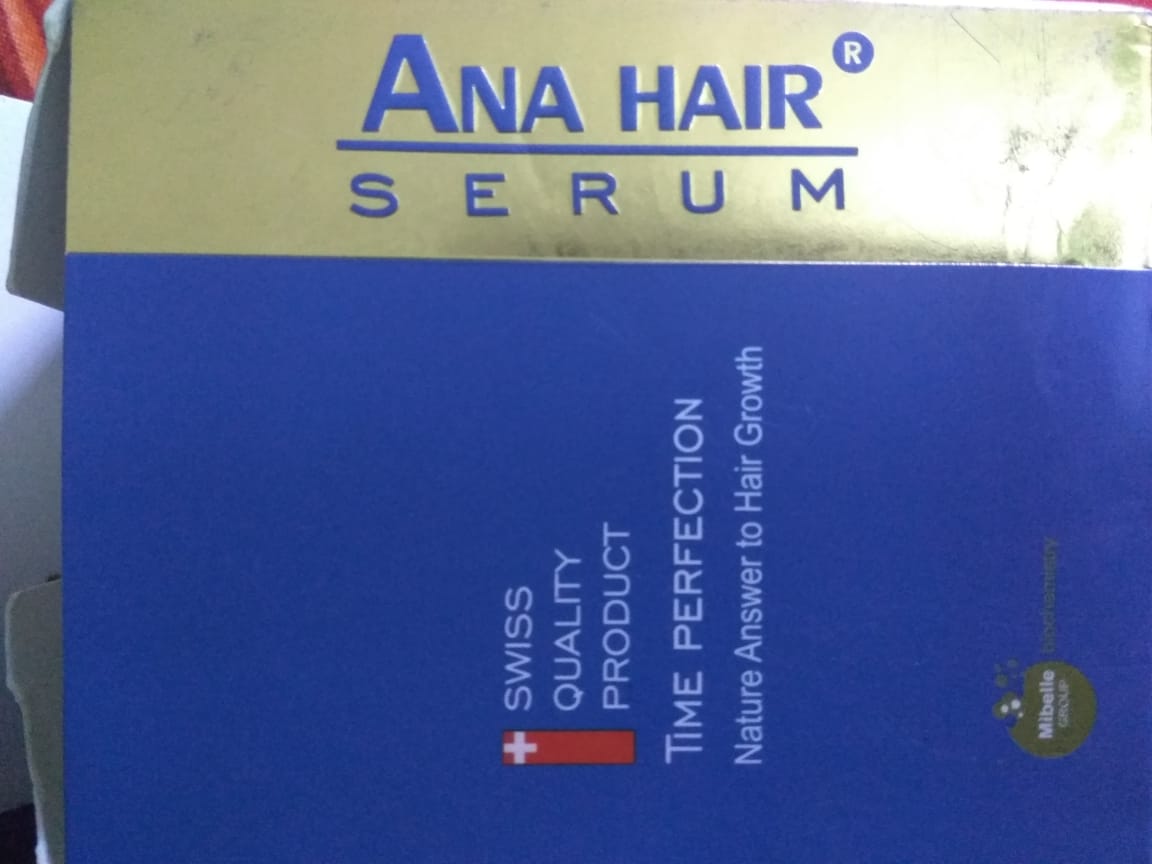 ANA HAIR®
SERUM
SWISS
QUALITY
PRODUCT
TIME PERFECTION
Nature Answer to Hair Growth
Mibelle
GROUP
biochemistry